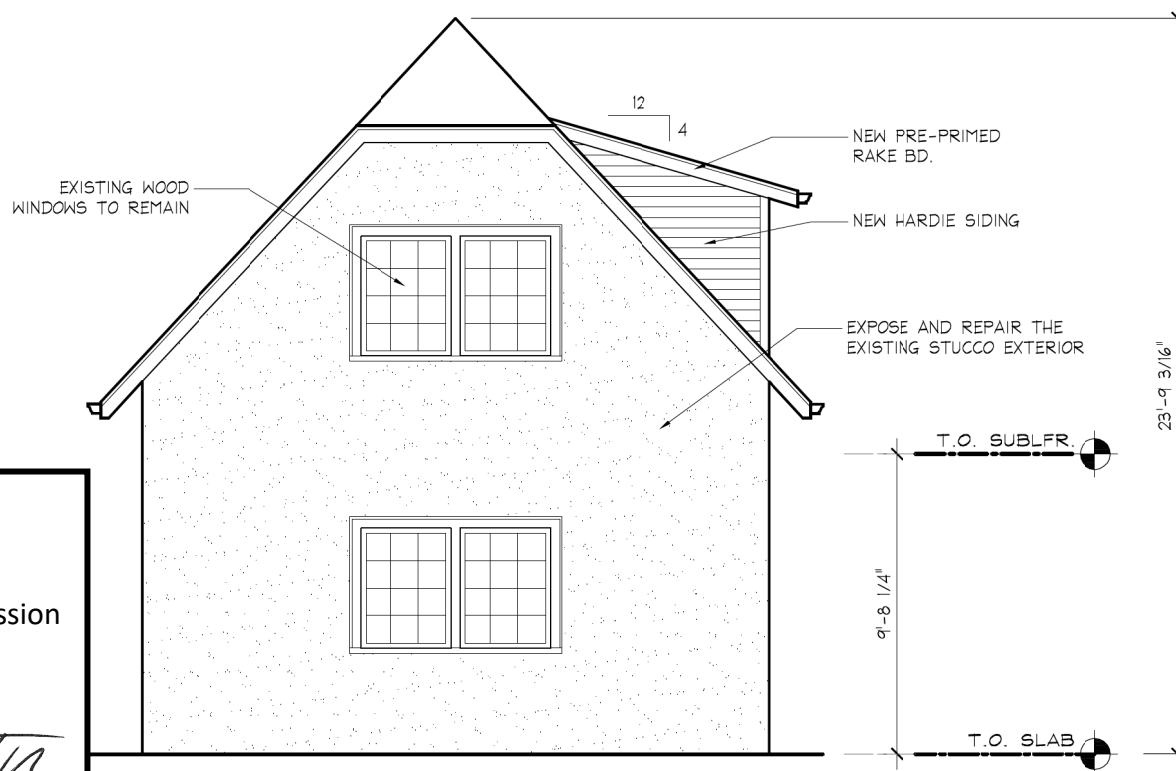 12
4
NEW PRE-PRIMED
RAKE BD.
EXISTING WOOD
WINDOWS TO REMAIN
NEW HARDIE SIDING
EXPOSE AND REPAIR THE
EXISTING STUCCO EXTERIOR
23'-9 3/16"
T.O. SUBLFR.
9'-8 1/4"
ssion
T.O. SLAB